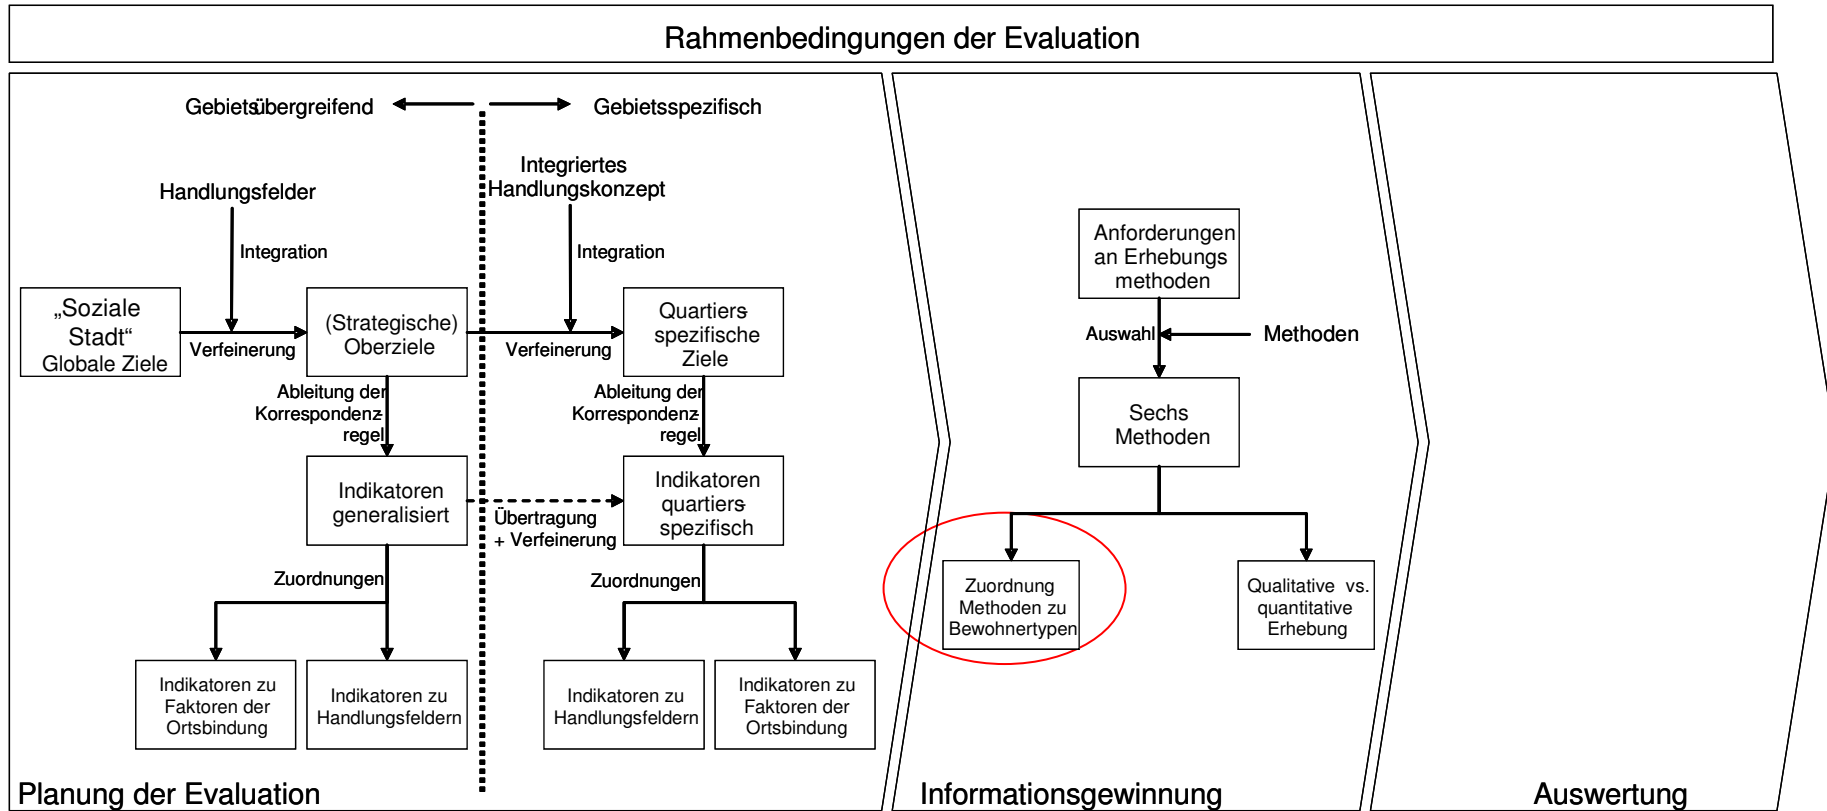 Rahmenbedingungen der Evaluation
Gebietsübergreifend
Gebietsspezifisch
Handlungsfelder
Integriertes
Handlungskonzept
Integration
Integration
„Soziale
Stadt“
Globale Ziele
Verfeinerung
(Strategische)
Oberziele
Verfeinerung
Quartiers-
spezifische
Ziele
Ableitung der
Korrespondenz-
regel
Ableitung der
Korrespondenz-
regel
Indikatoren
generalisiert
Übertragung
+ Verfeinerung
Indikatoren
quartiers-
spezifisch
Zuordnungen
Zuordnungen
Indikatoren zu
Faktoren der
Ortsbindung
Indikatoren zu
Handlungsfeldern
Indikatoren zu
Handlungsfeldern
Indikatoren zu
Faktoren der
Ortsbindung
Planung der Evaluation
Anforderungen
an Erhebungs
methoden
Auswahl
Methoden
Sechs
Methoden
Zuordnung
Methoden zu
Bewohnertypen
Qualitative vs.
quantitative
Erhebung
Informationsgewinnung
Auswertung